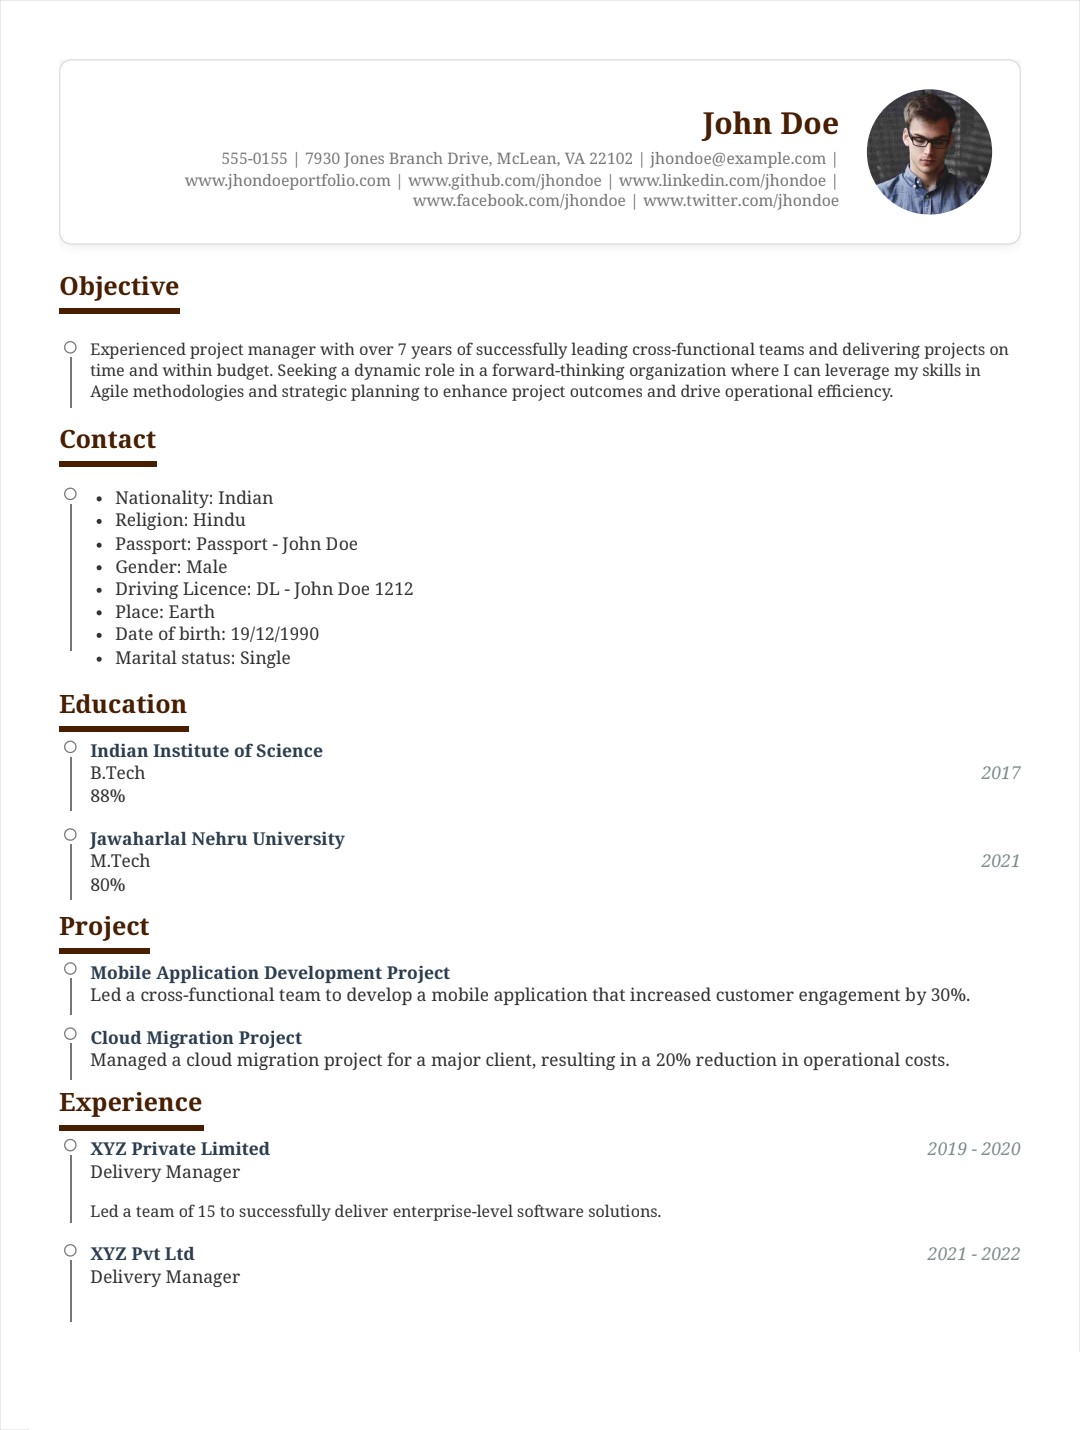 John Doe
555-0155 | 7930 Jones Branch Drive, McLean, VA 22102 | jhondoe@example.com |
www.jhondoeportfolio.com | www.github.com/jhondoe | www.linkedin.com/jhondoe |
www.facebook.com/jhondoe | www.twitter.com/jhondoe
Objective
Experienced project manager with over 7 years of successfully leading cross-functional teams and delivering projects on
time and within budget. Seeking a dynamic role in a forward-thinking organization where I can leverage my skills in
Agile methodologies and strategic planning to enhance project outcomes and drive operational efficiency.
Contact
• Nationality: Indian
• Religion: Hindu
• Passport: Passport - John Doe
• Gender: Male
• Driving Licence: DL - John Doe 1212
• Place: Earth
• Date of birth: 19/12/1990
• Marital status: Single
Education
Indian Institute of Science
B.Tech 2017
88%
Jawaharlal Nehru University
M.Tech 2021
80%
Project
Mobile Application Development Project
Led a cross-functional team to develop a mobile application that increased customer engagement by 30%.
Cloud Migration Project
Managed a cloud migration project for a major client, resulting in a 20% reduction in operational costs.
Experience
XYZ Private Limited 2019 - 2020
Delivery Manager
Led a team of 15 to successfully deliver enterprise-level software solutions.
XYZ Pvt Ltd 2021 - 2022
Delivery Manager